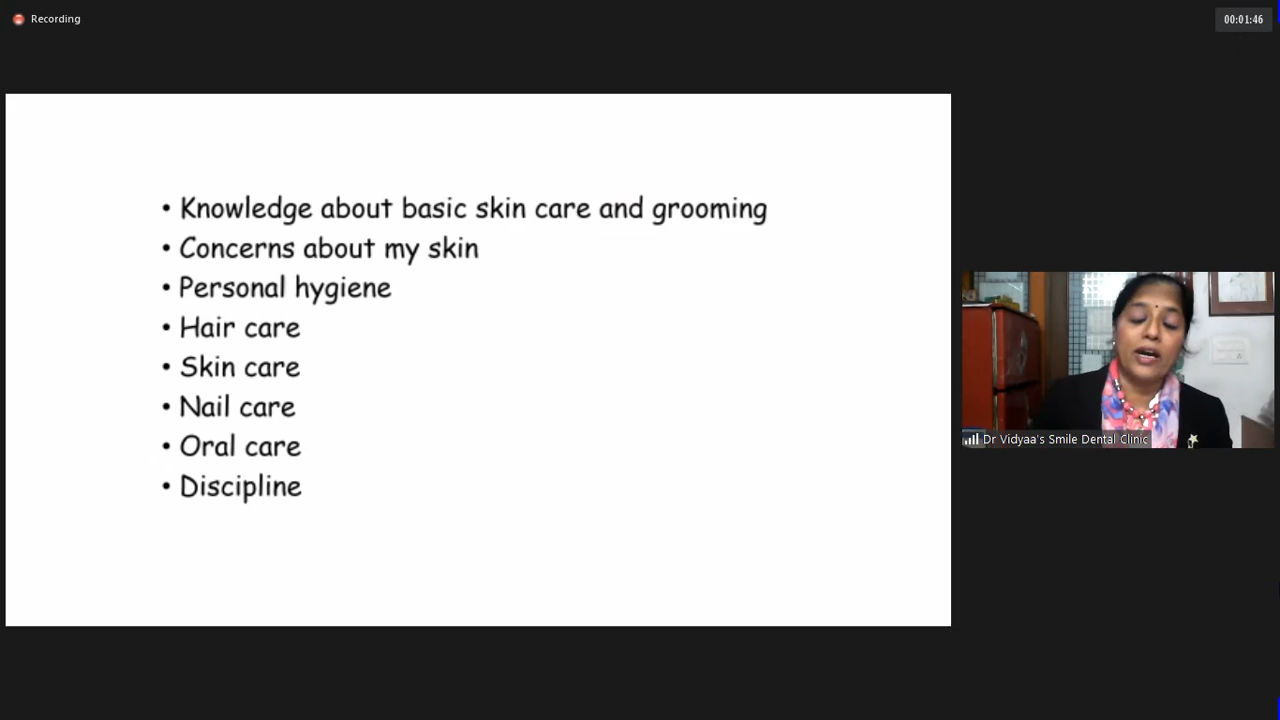 Recording
00:01:46
• Knowledge about basic skin care and grooming
• Concerns about my skin
• Personal hygiene
• Hair care
• Skin care
• Nail care
• Oral care
• Discipline
Dr Vidyaa's Smile Dental Clinic